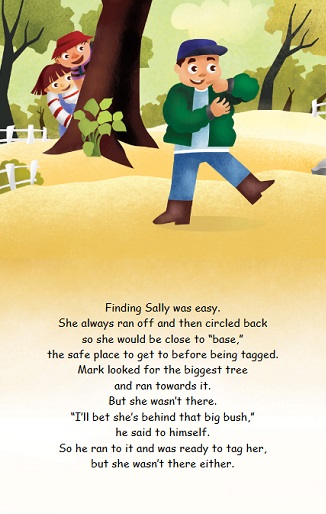 Finding Sally was easy.
She always ran off and then circled back
so she would be close to “base,”
the safe place to get to before being tagged.
Mark looked for the biggest tree
and ran towards it.
But she wasn’t there.
“I’ll bet she’s behind that big bush,”
he said to himself.
So he ran to it and was ready to tag her,
but she wasn’t there either.